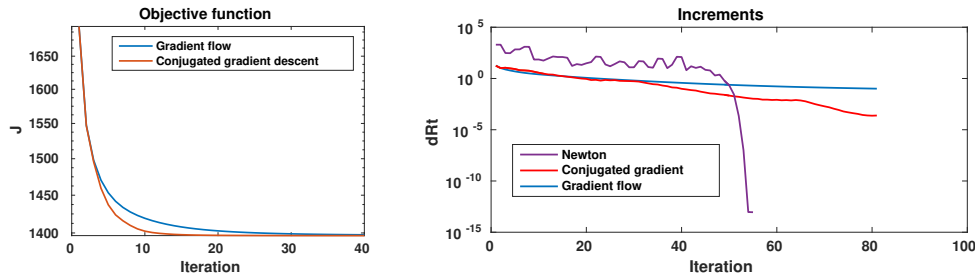 Objective function
1650
1600
1550
1500
1450
1400
J
Gradient flow
Conjugated gradient descent
0
10
20
30
40
Iteration
Increments
10^5
10^0
10^-5
10^-10
10^-15
dRt
Newton
Conjugated gradient
Gradient flow
0
20
40
60
80
100
Iteration